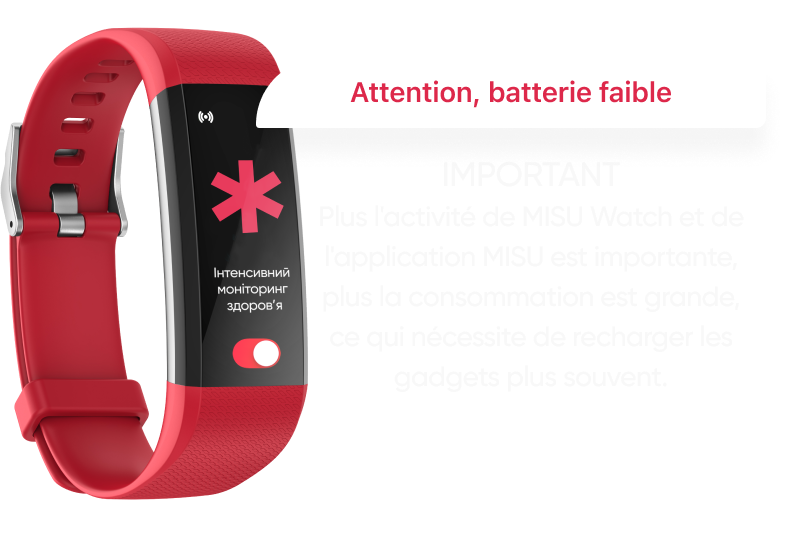 Attention, batterie faible
IMPORTANT
Plus l'activité de MISU Watch et de
l'application MISU est importante,
plus la consommation est grande,
ce qui nécessite de recharger les
gadgets plus souvent.
Інтенсивний
моніторинг
здоров’я